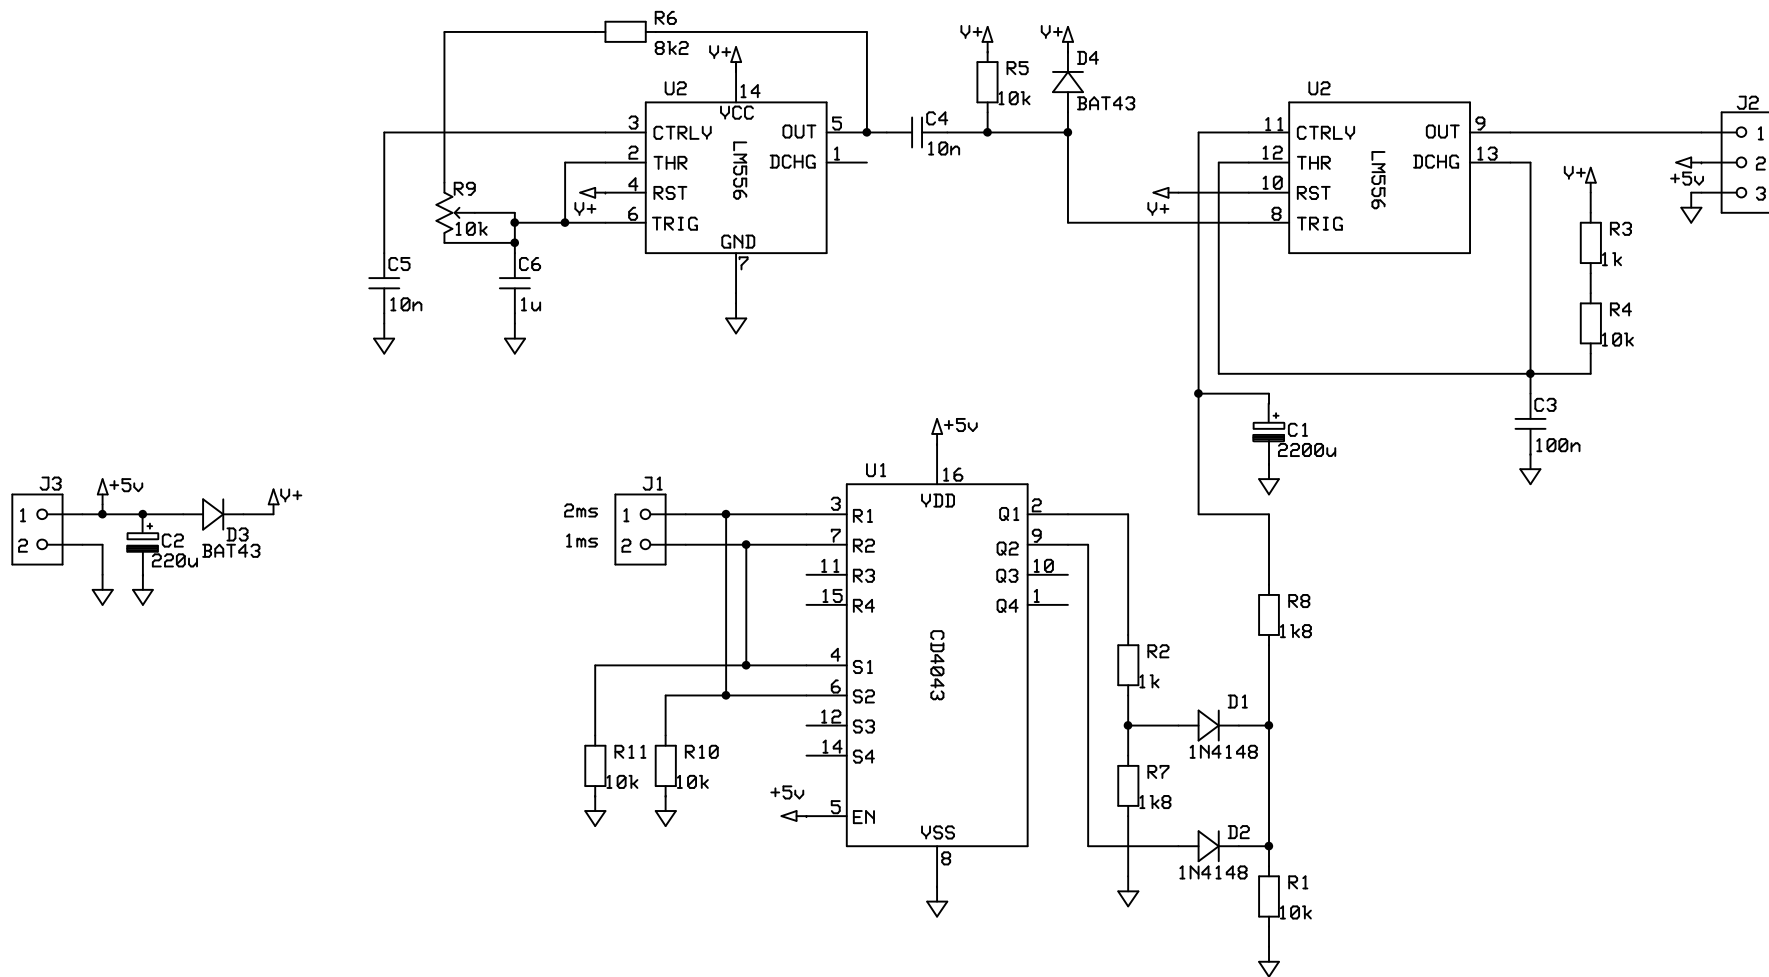 R6
8k2
V+
U2
14
VCC
3 CTRLV
OUT 5
2 THR
DCHG 1
LM556
4 RST
V+
6 TRIG
GND
7
R9
10k
C5
10n
C6
1u
C4
10n
V+
R5
10k
V+
D4
BAT43
U2
11 CTRLV
OUT 9
12 THR
DCHG 13
LM556
10 RST
V+
8 TRIG
J2
1
2
+5v
3
V+
R3
1k
R4
10k
C3
100n
+
C1
2200u
J3
1
2
+5v
+
C2
220u
D3
BAT43
V+
J1
2ms 1
1ms 2
+5v
U1
16
VDD
3 R1
7 R2
11 R3
15 R4
4 S1
6 S2
12 S3
14 S4
5 EN
+5v
CD4043
Q1 2
Q2 9
Q3 10
Q4 1
VSS
8
R11
10k
R10
10k
R2
1k
R7
1k8
D1
1N4148
D2
1N4148
R8
1k8
R1
10k